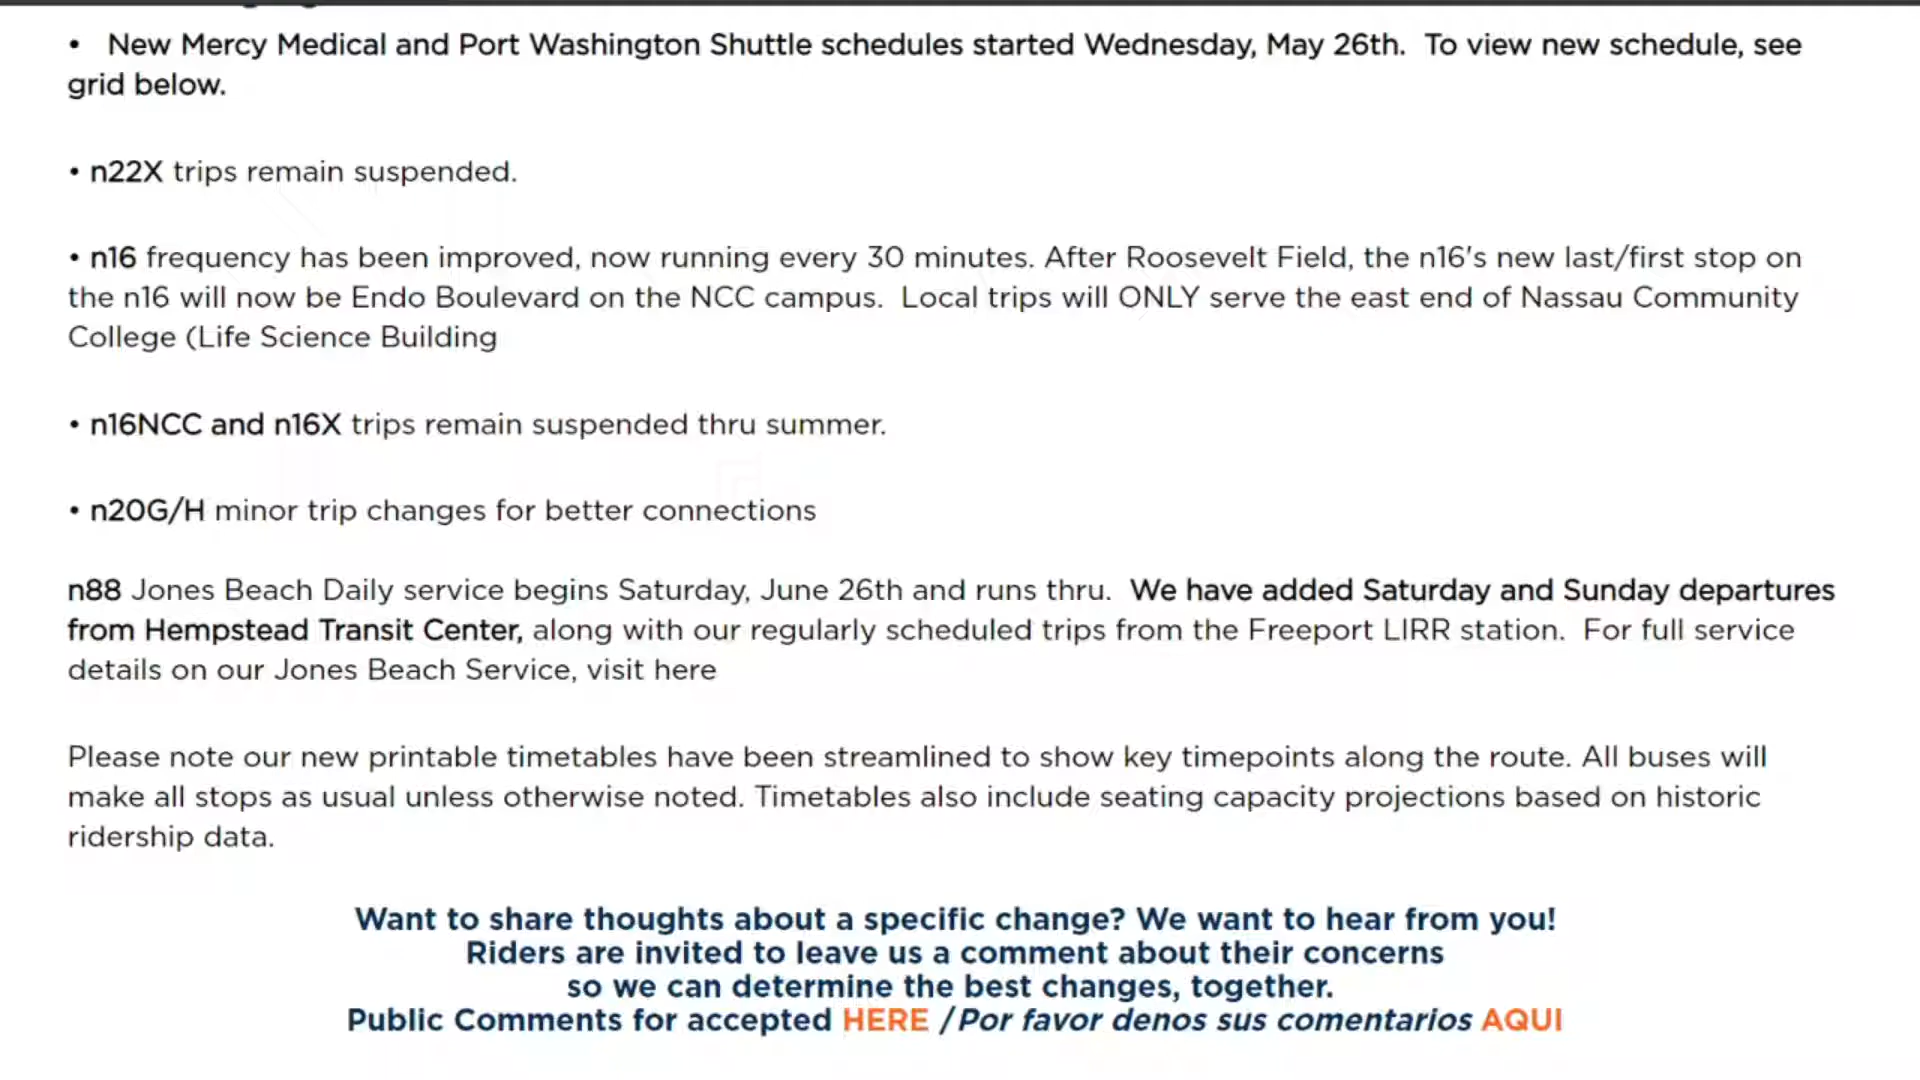 • New Mercy Medical and Port Washington Shuttle schedules started Wednesday, May 26th. To view new schedule, see
grid below.
• n22X trips remain suspended.
• n16 frequency has been improved, now running every 30 minutes. After Roosevelt Field, the n16's new last/first stop on
the n16 will now be Endo Boulevard on the NCC campus. Local trips will ONLY serve the east end of Nassau Community
College (Life Science Building
• n16NCC and n16X trips remain suspended thru summer.
• n20G/H minor trip changes for better connections
n88 Jones Beach Daily service begins Saturday, June 26th and runs thru. We have added Saturday and Sunday departures
from Hempstead Transit Center, along with our regularly scheduled trips from the Freeport LIRR station. For full service
details on our Jones Beach Service, visit here
Please note our new printable timetables have been streamlined to show key timepoints along the route. All buses will
make all stops as usual unless otherwise noted. Timetables also include seating capacity projections based on historic
ridership data.
Want to share thoughts about a specific change? We want to hear from you!
Riders are invited to leave us a comment about their concerns
so we can determine the best changes, together.
Public Comments for accepted HERE / Por favor denos sus comentarios AQUI